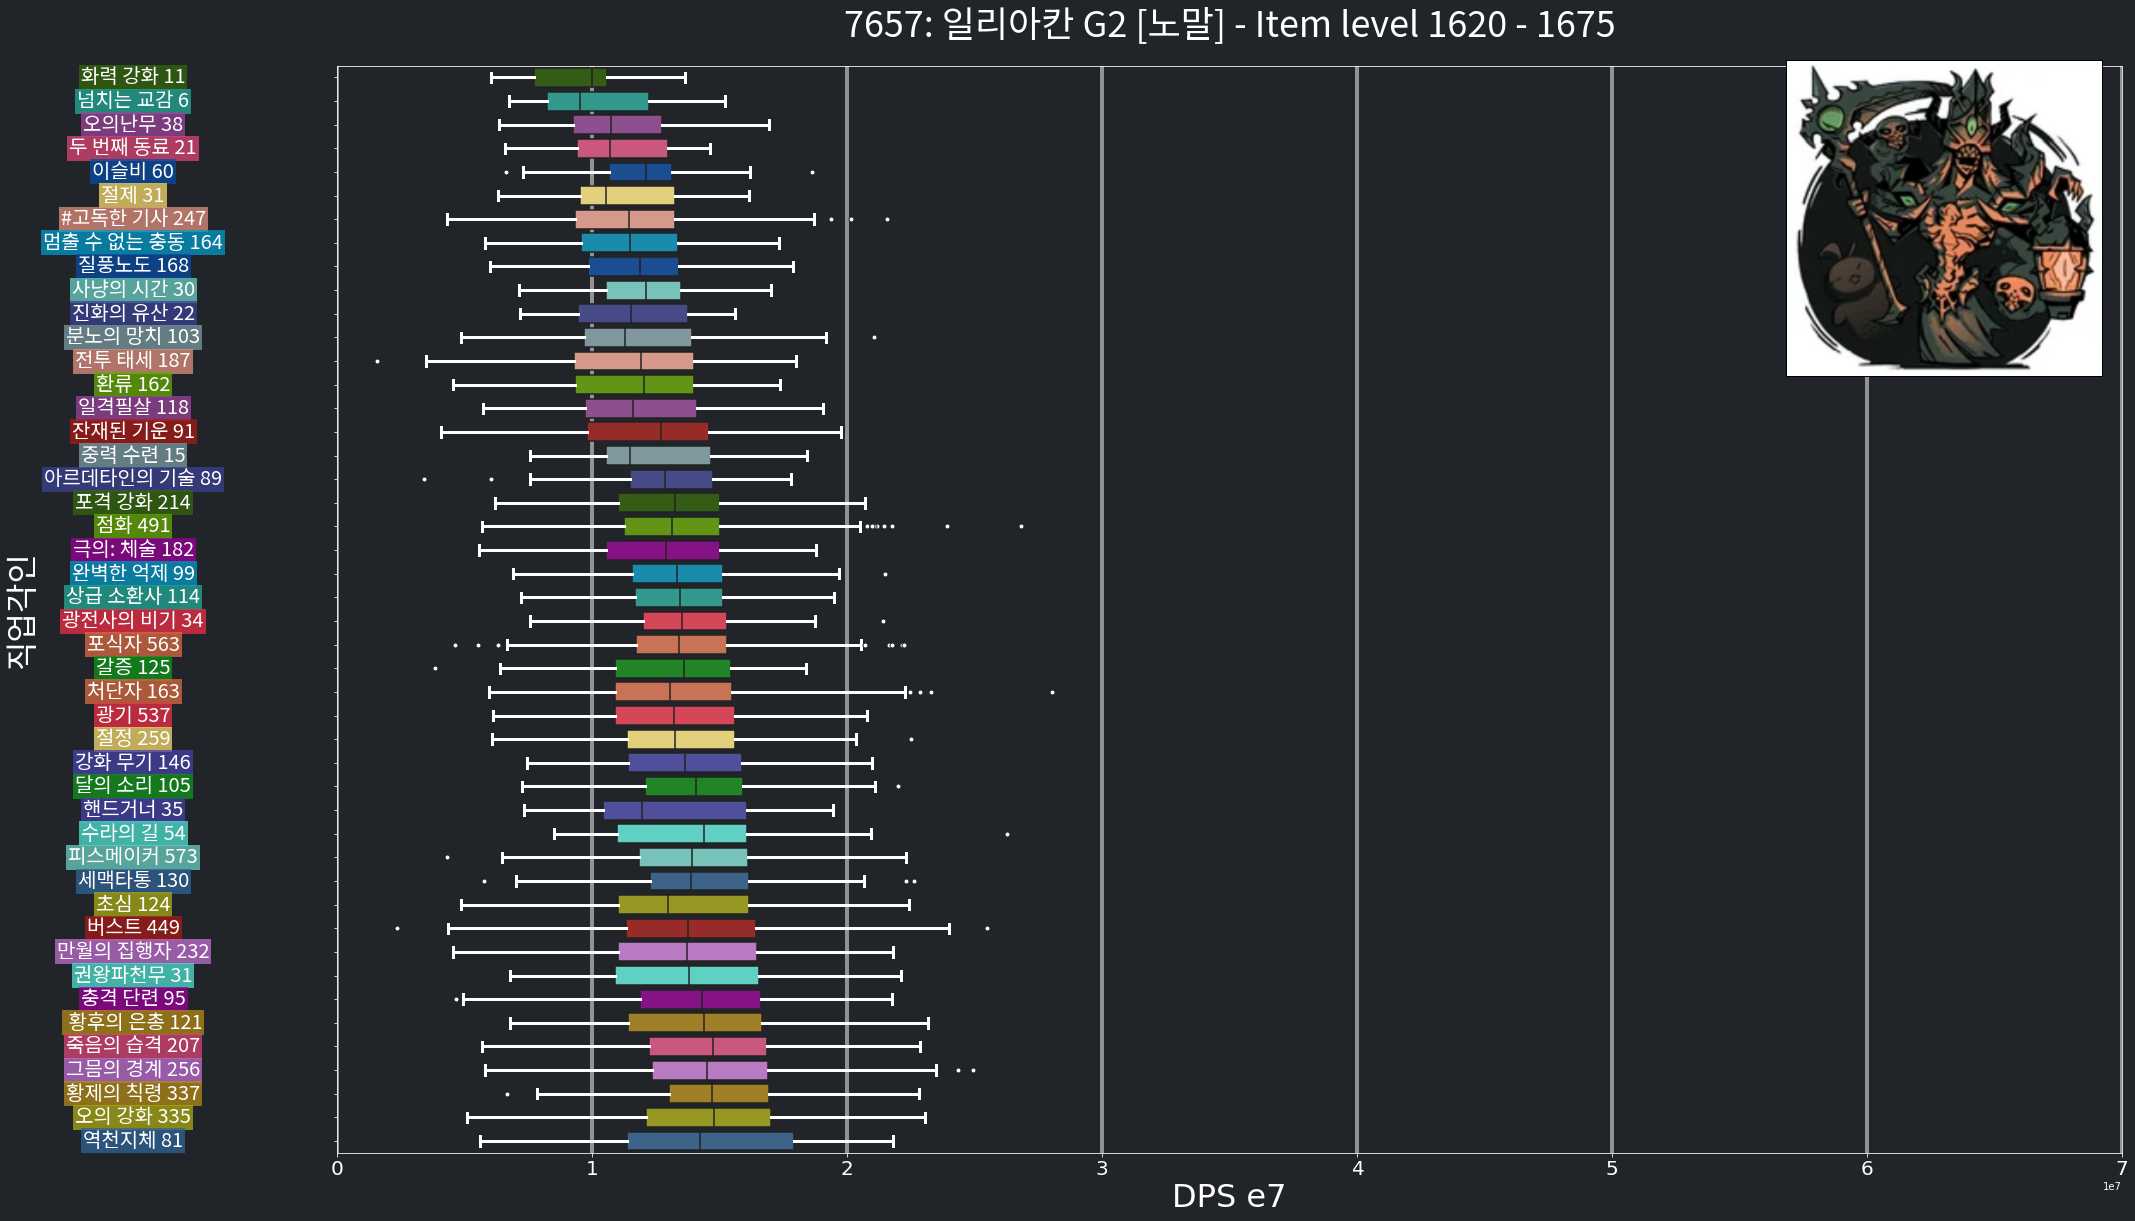 7657: 일리아칸 G2 [노말] - Item level 1620 - 1675
화력 강화 11
넘치는 교감 6
오의난무 38
두 번째 동료 21
이슬비 60
절제 31
#고독한 기사 247
멈출 수 없는 충동 164
질풍노도 168
사냥의 시간 30
진화의 유산 22
분노의 망치 103
전투 태세 187
환류 162
일격필살 118
잔재된 기운 91
중력 수련 15
아르데타인의 기술 89
포격 강화 214
점화 491
극의: 체술 182
완벽한 억제 99
상급 소환사 114
광전사의 비기 34
포식자 563
갈증 125
처단자 163
광기 537
절정 259
강화 무기 146
달의 소리 105
핸드거너 35
수라의 길 54
피스메이커 573
세맥타통 130
초심 124
버스트 449
만월의 집행자 232
권왕파천무 31
충격 단련 95
황후의 은총 121
죽음의 습격 207
그믐의 경계 256
황제의 칙령 337
오의 강화 335
역천지체 81
직업각인
0 1 2 3 4 5 6 7
1e7
DPS e7